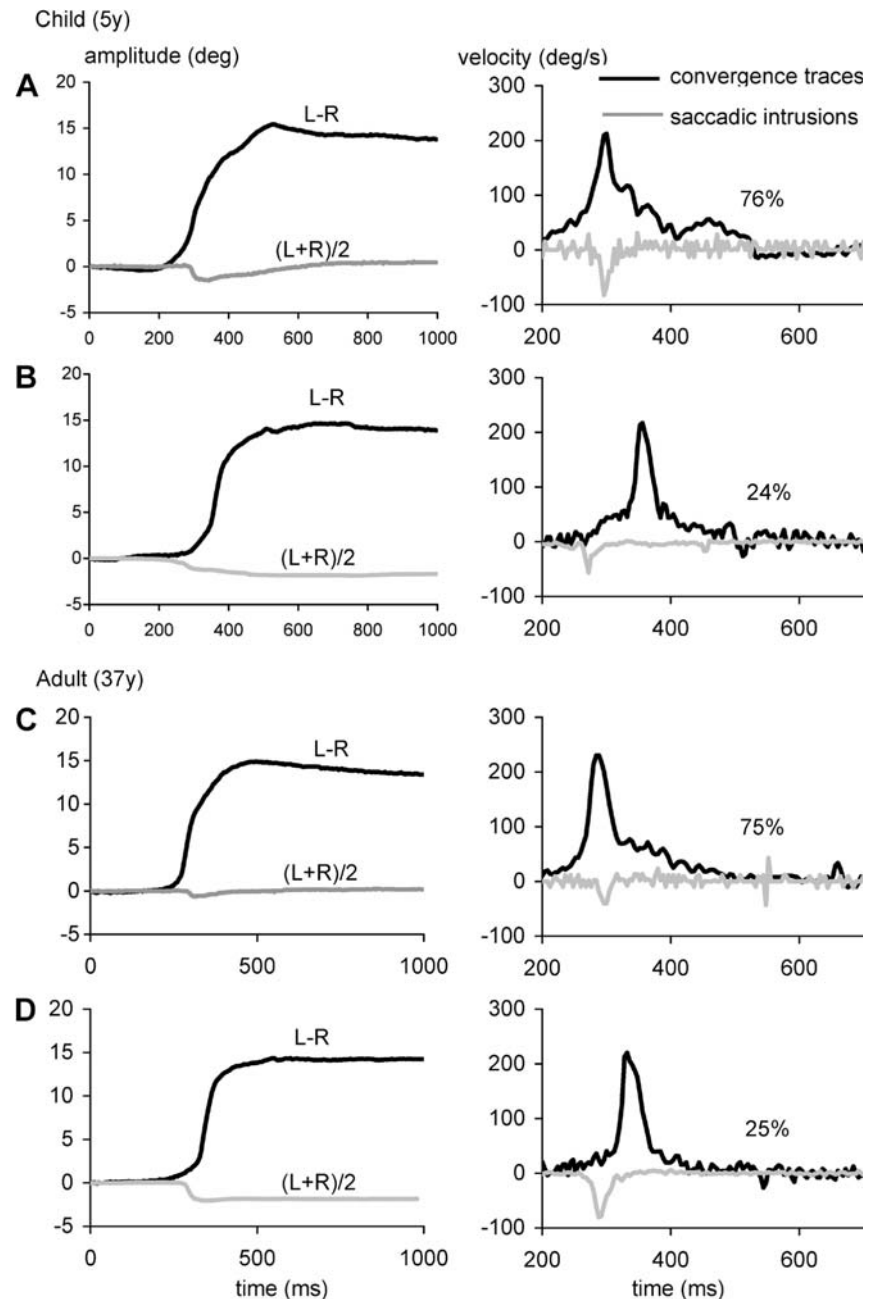 Child (5y)
amplitude (deg)
velocity (deg/s)
A
20
15
10
5
0
-5
L-R
(L+R)/2
0 200 400 600 800 1000
300
200
100
0
-100
convergence traces
saccadic intrusions
76%
200 400 600
B
20
15
10
5
0
-5
L-R
(L+R)/2
0 200 400 600 800 1000
300
200
100
0
-100
24%
200 400 600
Adult (37y)
C
20
15
10
5
0
-5
L-R
(L+R)/2
0 500 1000
300
200
100
0
-100
75%
200 400 600
D
20
15
10
5
0
-5
L-R
(L+R)/2
0 500 1000
time (ms)
300
200
100
0
-100
25%
200 400 600
time (ms)